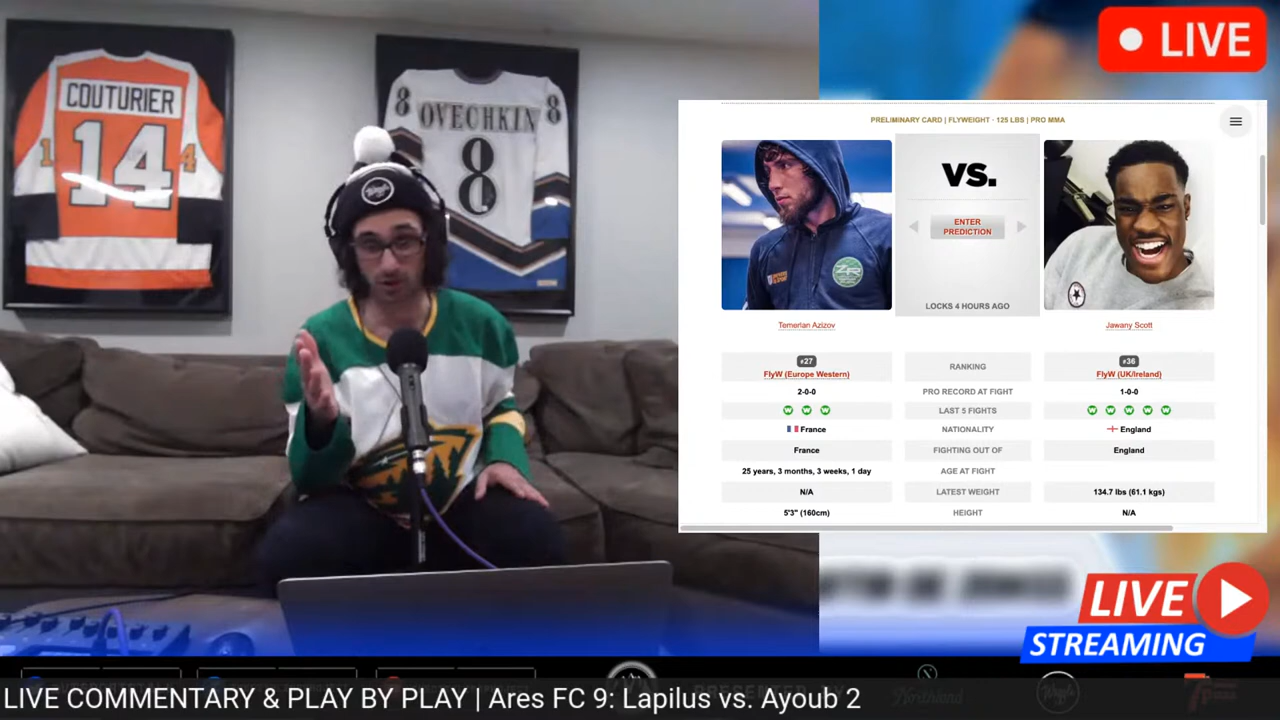 LIVE
COUTURIER
14
14
8
OVECHKIN
8
8
PRELIMINARY CARD | FLYWEIGHT · 125 LBS | PRO MMA
VS.
ENTER
PREDICTION
LOCKS 4 HOURS AGO
ZR
Temerlan Azizov
Jawany Scott
#27
FlyW (Europe Western)
RANKING
#36
FlyW (UK/Ireland)
2-0-0
PRO RECORD AT FIGHT
1-0-0
W W W
LAST 5 FIGHTS
W W W W W
France
NATIONALITY
England
France
FIGHTING OUT OF
England
25 years, 3 months, 3 weeks, 1 day
AGE AT FIGHT
N/A
LATEST WEIGHT
134.7 lbs (61.1 kgs)
5'3" (160cm)
HEIGHT
N/A
LIVE
STREAMING
LIVE COMMENTARY & PLAY BY PLAY | Ares FC 9: Lapilus vs. Ayoub 2